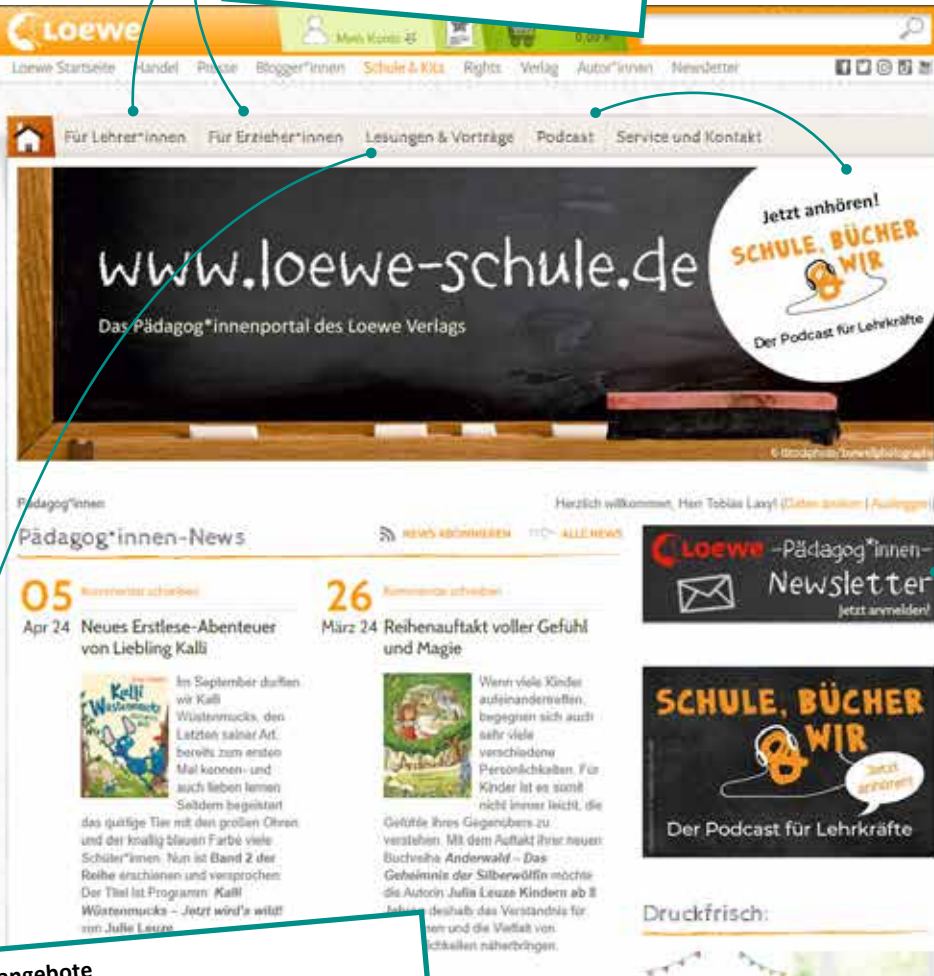 Loewe
Mein Konto
0,00 €
Loewe Startseite Handel Presse Blogger*innen Schule & Kita Rights Verlag Autor*innen Newsletter
Für Lehrer*innen Für Erzieher*innen Lesungen & Vorträge Podcast Service und Kontakt
www.loewe-schule.de
Das Pädagog*innenportal des Loewe Verlags
Jetzt anhören!
SCHULE, BÜCHER
& WIR
Der Podcast für Lehrkräfte
Pädagog*innen
Herzlich willkommen, Herr Tobias Laxy! (Daten ändern | Ausloggen)
Pädagog*innen-News
NEWS ABONNIEREN ALLE NEWS
05
Kommentar schreiben
Apr 24 Neues Erstlese-Abenteuer
von Liebling Kalli
Kalli
Wüstenmucks
Im September durften
wir Kalli
Wüstenmucks, den
Letzten seiner Art,
bereits zum ersten
Mal kennen- und
auch lieben lernen.
Seitdem begeistert
das quirlige Tier mit den großen Ohren
und der knallig blauen Farbe viele
Schüler*innen. Nun ist Band 2 der
Reihe erschienen und versprochen:
Der Titel ist Programm: Kalli
Wüstenmucks – Jetzt wird's wild!
von Julie Leuze
26
Kommentar schreiben
März 24 Reihenauftakt voller Gefühl
und Magie
Wenn viele Kinder
aufeinandertreffen,
begegnen sich auch
sehr viele
verschiedene
Persönlichkeiten. Für
Kinder ist es somit
nicht immer leicht, die
Gefühle ihres Gegenübers zu
verstehen. Mit dem Auftakt ihrer neuen
Buchreihe Anderwald – Das
Geheimnis der Silberwölfin möchte
die Autorin Julie Leuze Kindern ab 8
deshalb das Verständnis für
und die Vielfalt von
näherbringen.
Loewe –Pädagog*innen–
Newsletter
Jetzt anmelden!
SCHULE, BÜCHER
& WIR
Jetzt
anhören!
Der Podcast für Lehrkräfte
Druckfrisch:
angebote